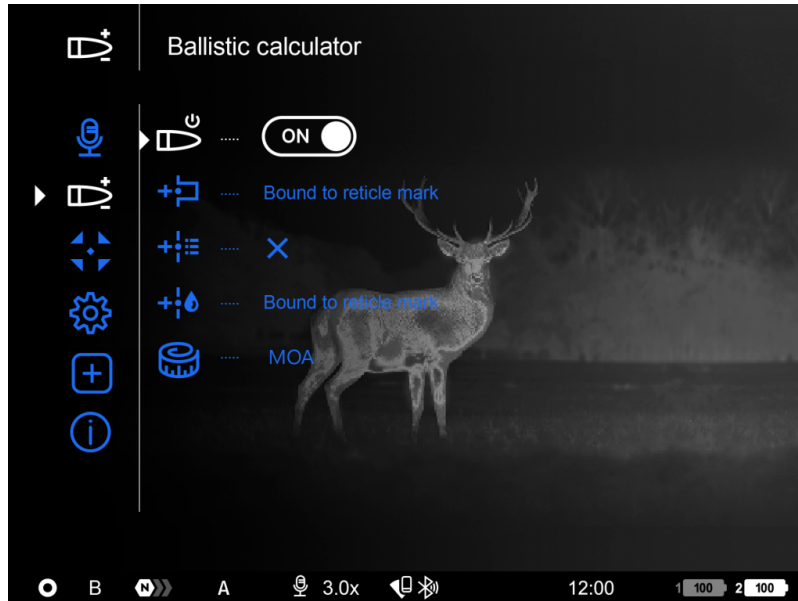 Ballistic calculator
ON
Bound to reticle mark
Bound to reticle mark
MOA
B N A 3.0x 12:00 1 100 2 100